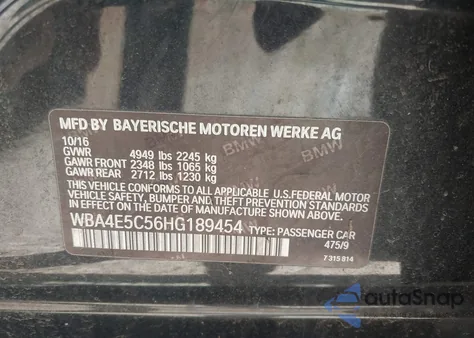 MFD BY BAYERISCHE MOTOREN WERKE AG
10/16
GVWR 4949 lbs 2245 kg
GAWR FRONT 2348 lbs 1065 kg
GAWR REAR 2712 lbs 1230 kg
THIS VEHICLE CONFORMS TO ALL APPLICABLE U.S.FEDERAL MOTOR
VEHICLE SAFETY, BUMPER, AND THEFT PREVENTION STANDARDS
IN EFFECT ON THE DATE OF MANUFACTURE SHOWN ABOVE.
WBA4E5C56HG189454 TYPE: PASSENGER CAR
475/9
7 315 814
autoSnap